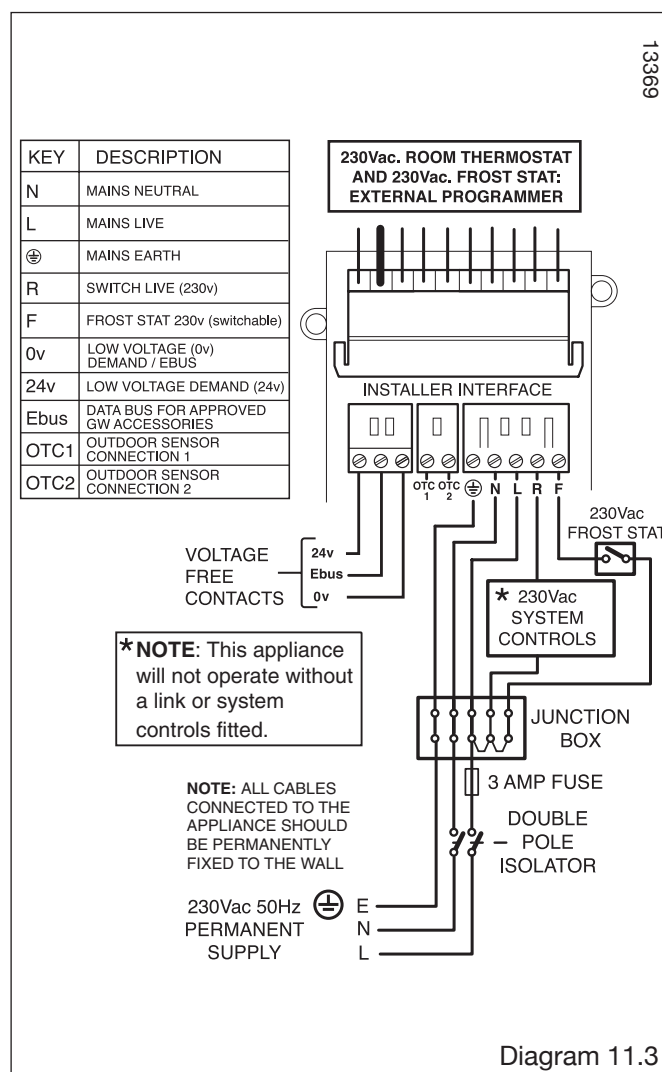 13369
KEY DESCRIPTION
N MAINS NEUTRAL
L MAINS LIVE
⏚ MAINS EARTH
R SWITCH LIVE (230v)
F FROST STAT 230v (switchable)
0v LOW VOLTAGE (0v)
DEMAND / EBUS
24v LOW VOLTAGE DEMAND (24v)
Ebus DATA BUS FOR APPROVED
GW ACCESSORIES
OTC1 OUTDOOR SENSOR
CONNECTION 1
OTC2 OUTDOOR SENSOR
CONNECTION 2
230Vac. ROOM THERMOSTAT
AND 230Vac. FROST STAT:
EXTERNAL PROGRAMMER
INSTALLER INTERFACE
OTC OTC ⏚ N L R F
1 2
230Vac
FROST STAT
VOLTAGE
FREE
CONTACTS
24v
Ebus
0v
* 230Vac
SYSTEM
CONTROLS
*NOTE: This appliance
will not operate without
a link or system
controls fitted.
JUNCTION
BOX
3 AMP FUSE
NOTE: ALL CABLES
CONNECTED TO THE
APPLIANCE SHOULD
BE PERMANENTLY
FIXED TO THE WALL
DOUBLE
POLE
ISOLATOR
230Vac 50Hz ⏚ E
PERMANENT N
SUPPLY L
Diagram 11.3